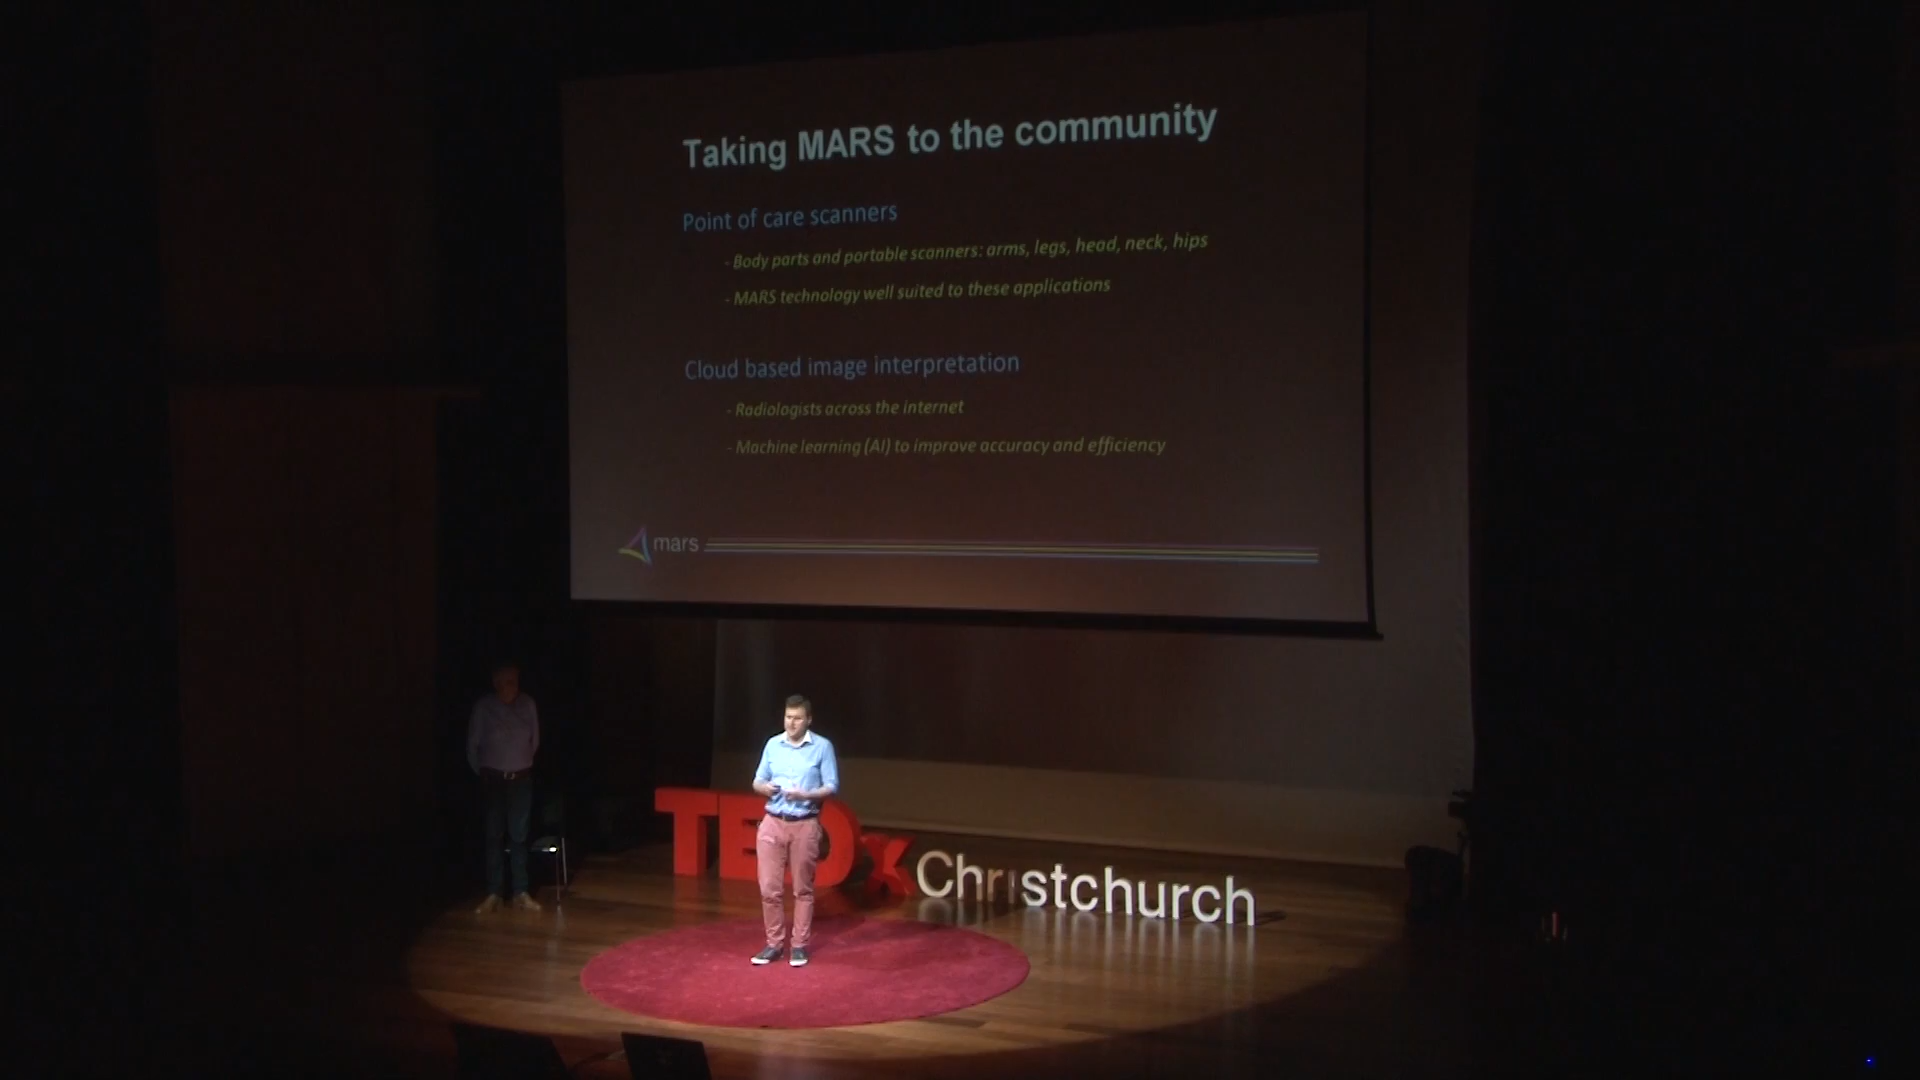 Taking MARS to the community
Point of care scanners
- Body parts and portable scanners: arms, legs, head, neck, hips
- MARS technology well suited to these applications
Cloud based image interpretation
- Radiologists across the internet
- Machine learning (AI) to improve accuracy and efficiency
mars
TEDx Christchurch